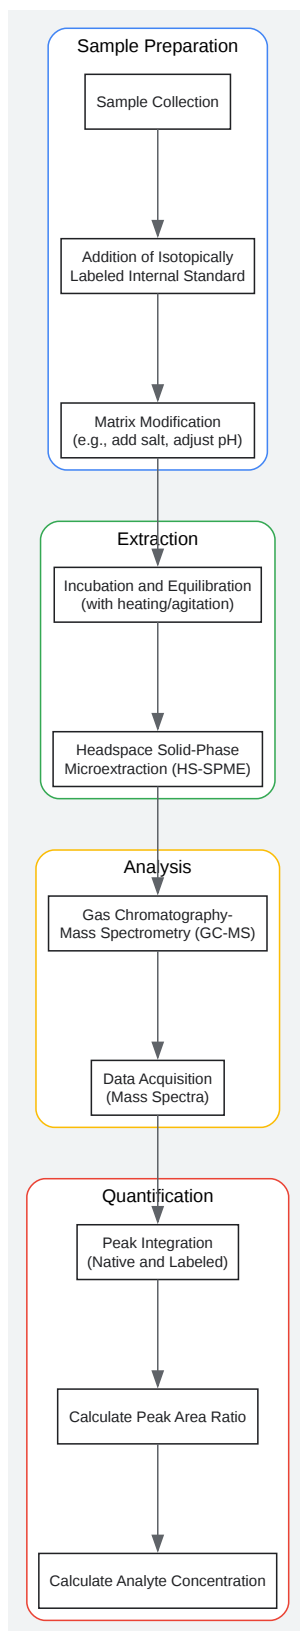 Sample Preparation
Sample Collection
Addition of Isotopically
Labeled Internal Standard
Matrix Modification
(e.g., add salt, adjust pH)
Extraction
Incubation and Equilibration
(with heating/agitation)
Headspace Solid-Phase
Microextraction (HS-SPME)
Analysis
Gas Chromatography-
Mass Spectrometry (GC-MS)
Data Acquisition
(Mass Spectra)
Quantification
Peak Integration
(Native and Labeled)
Calculate Peak Area Ratio
Calculate Analyte Concentration